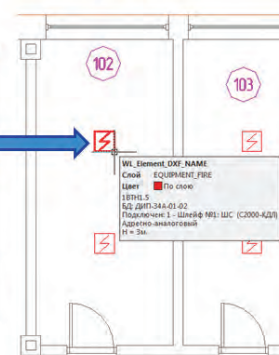 102
103
WL_Element_DXF_NAME
Слой EQUIPMENT_FIRE
Цвет По слою
1ВТН1.5
БД: ДИП-34А-01-02
Подключен: 1 - Шлейф №1: ШС (С2000-КДЛ)
Адресно-аналоговый
H = 3м.